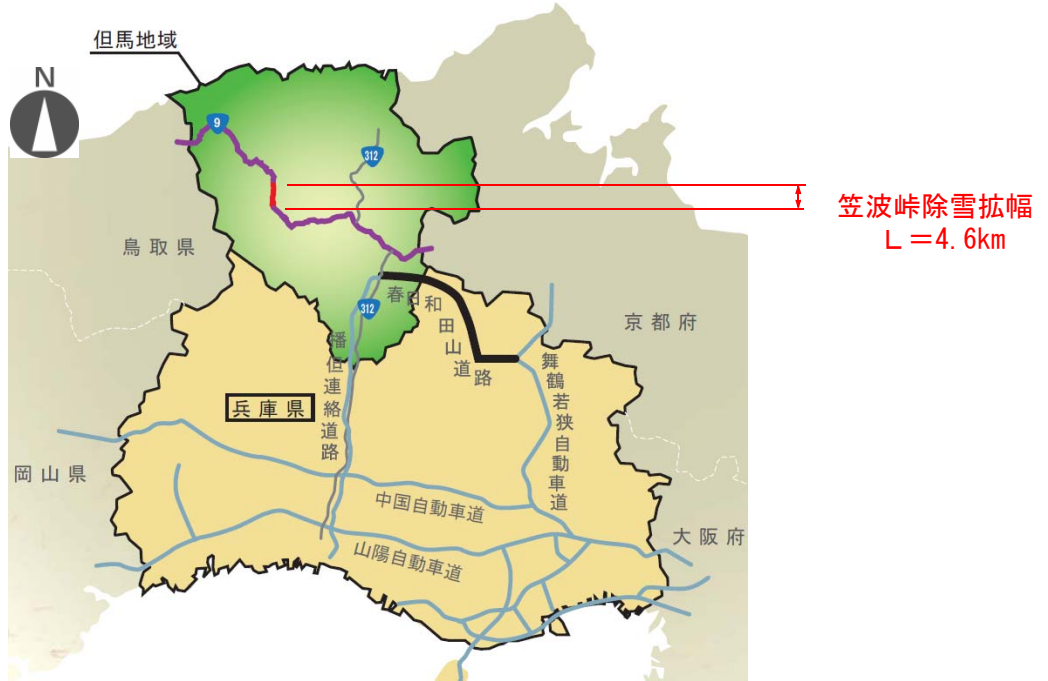 但馬地域
N
9
312
笠波峠除雪拡幅
L=4.6km
鳥取県
京都府
312
春日和田山道路
播但連絡道路
舞鶴若狭自動車道
兵庫県
岡山県
中国自動車道
大阪府
山陽自動車道